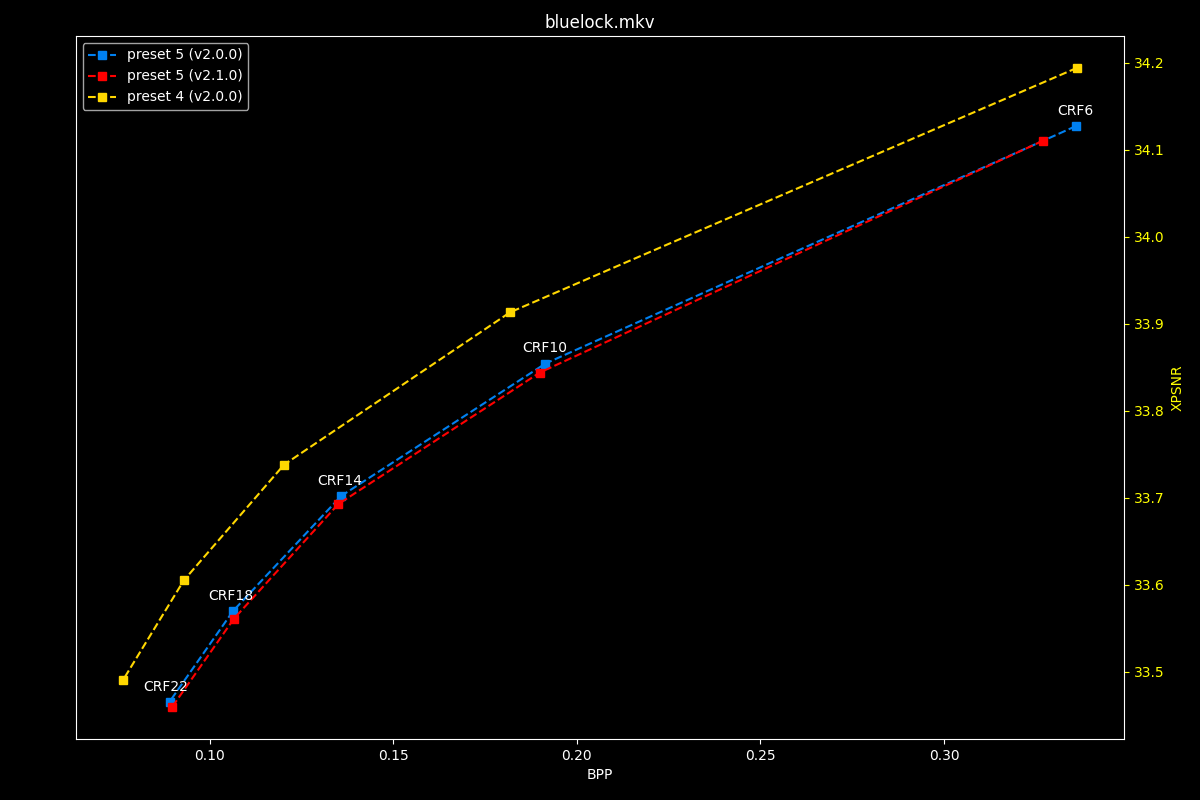 bluelock.mkv
preset 5 (v2.0.0)
preset 5 (v2.1.0)
preset 4 (v2.0.0)
34.2
CRF6
34.1
34.0
33.9
CRF10
XPSNR
33.8
CRF14
33.7
CRF18
33.6
CRF22
33.5
0.10
0.15
0.20
0.25
0.30
BPP